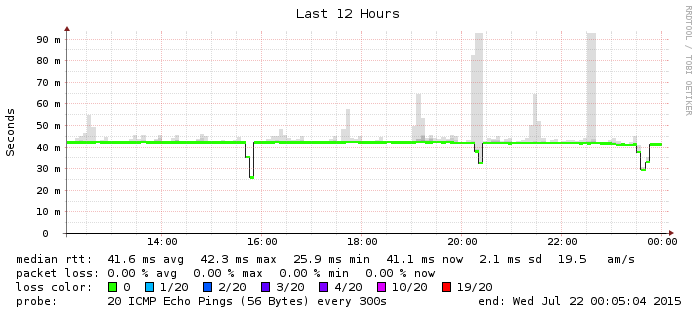 Last 12 Hours
RRDTOOL / TOBI OETIKER
Seconds
90 m
80 m
70 m
60 m
50 m
40 m
30 m
20 m
10 m
0
14:00 16:00 18:00 20:00 22:00 00:00
median rtt: 41.6 ms avg 42.3 ms max 25.9 ms min 41.1 ms now 2.1 ms sd 19.5 am/s
packet loss: 0.00 % avg 0.00 % max 0.00 % min 0.00 % now
loss color: 0 1/20 2/20 3/20 4/20 10/20 19/20
probe: 20 ICMP Echo Pings (56 Bytes) every 300s end: Wed Jul 22 00:05:04 2015